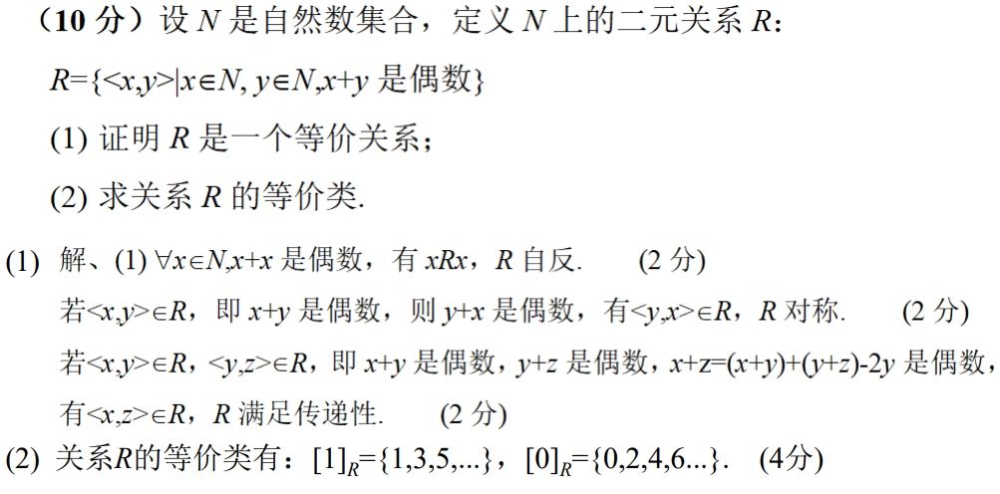 （10 分）设 N 是自然数集合，定义 N 上的二元关系 R：
R={<x,y>|x∈N, y∈N,x+y 是偶数}
(1) 证明 R 是一个等价关系；
(2) 求关系 R 的等价类.
(1) 解、(1) ∀x∈N,x+x 是偶数，有 xRx，R 自反. (2 分)
若<x,y>∈R，即 x+y 是偶数，则 y+x 是偶数，有<y,x>∈R，R 对称. (2 分)
若<x,y>∈R，<y,z>∈R，即 x+y 是偶数，y+z 是偶数，x+z=(x+y)+(y+z)-2y 是偶数，
有<x,z>∈R，R 满足传递性. (2 分)
(2) 关系R的等价类有：[1]R={1,3,5,...}，[0]R={0,2,4,6...}. (4分)